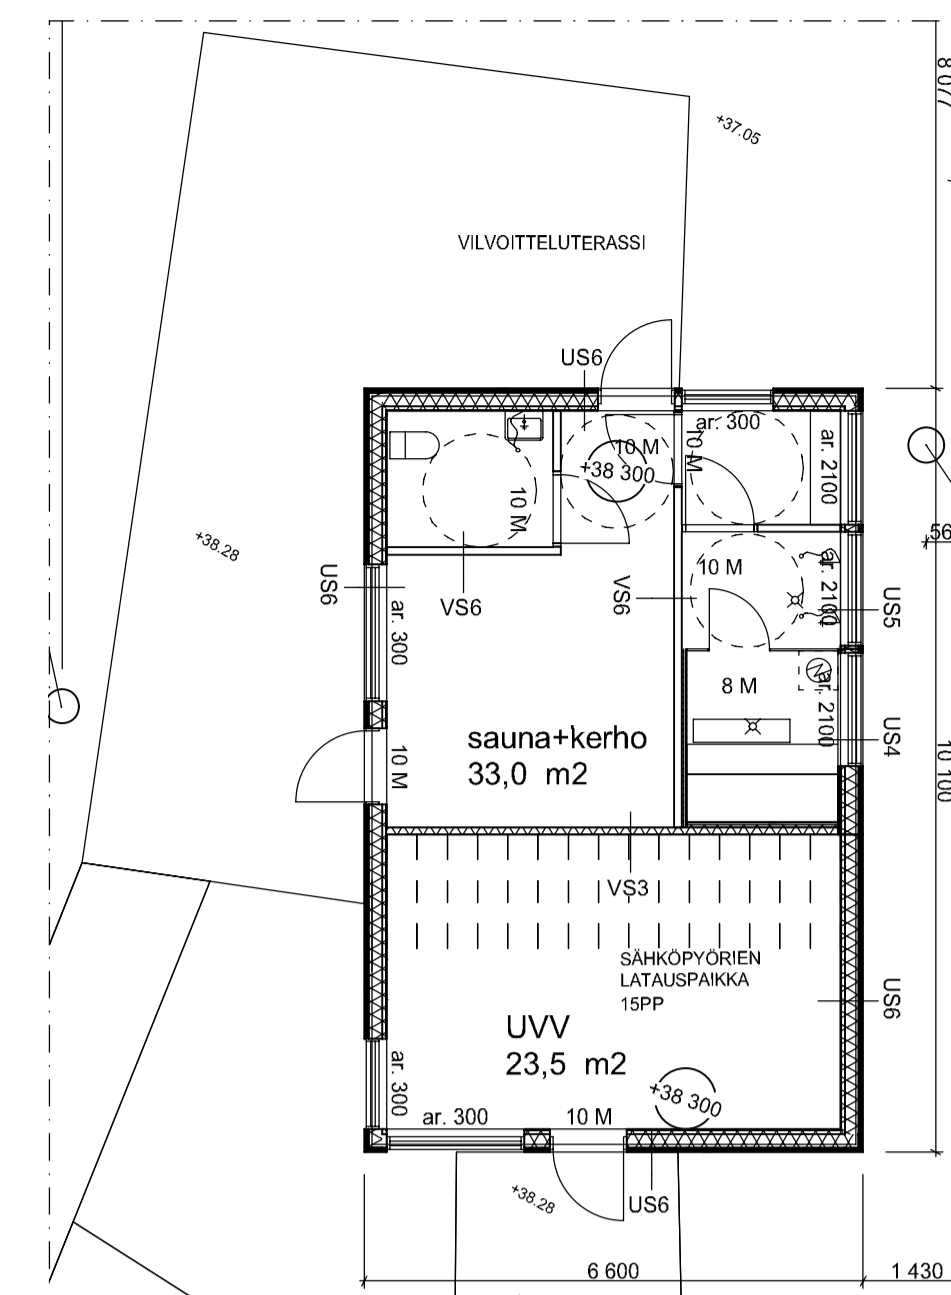 8 077
+37.05
VILVOITTELUTERASSI
US6
ar. 300
10 M
10 M
ar. 2100
+38 300
10 M
+38.28
56
US6
VS6
VS6
10 M
ar. 2100
US5
ar. 300
8 M
ar. 2100
US4
sauna+kerho
33,0 m2
10 M
10 100
VS3
SÄHKÖPYÖRIEN
LATAUSPAIKKA
15PP
US6
UVV
23,5 m2
ar. 300
+38 300
ar. 300
10 M
+38.28
US6
6 600
1 430